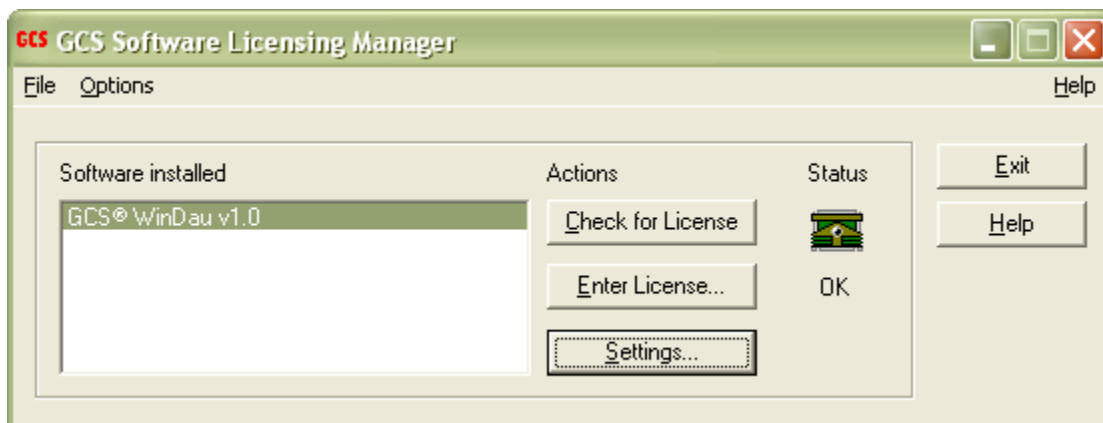 GCS GCS Software Licensing Manager
File Options Help
Software installed Actions Status Exit
GCS® WinDau v1.0 Check for License Help
Enter License... OK
Settings...